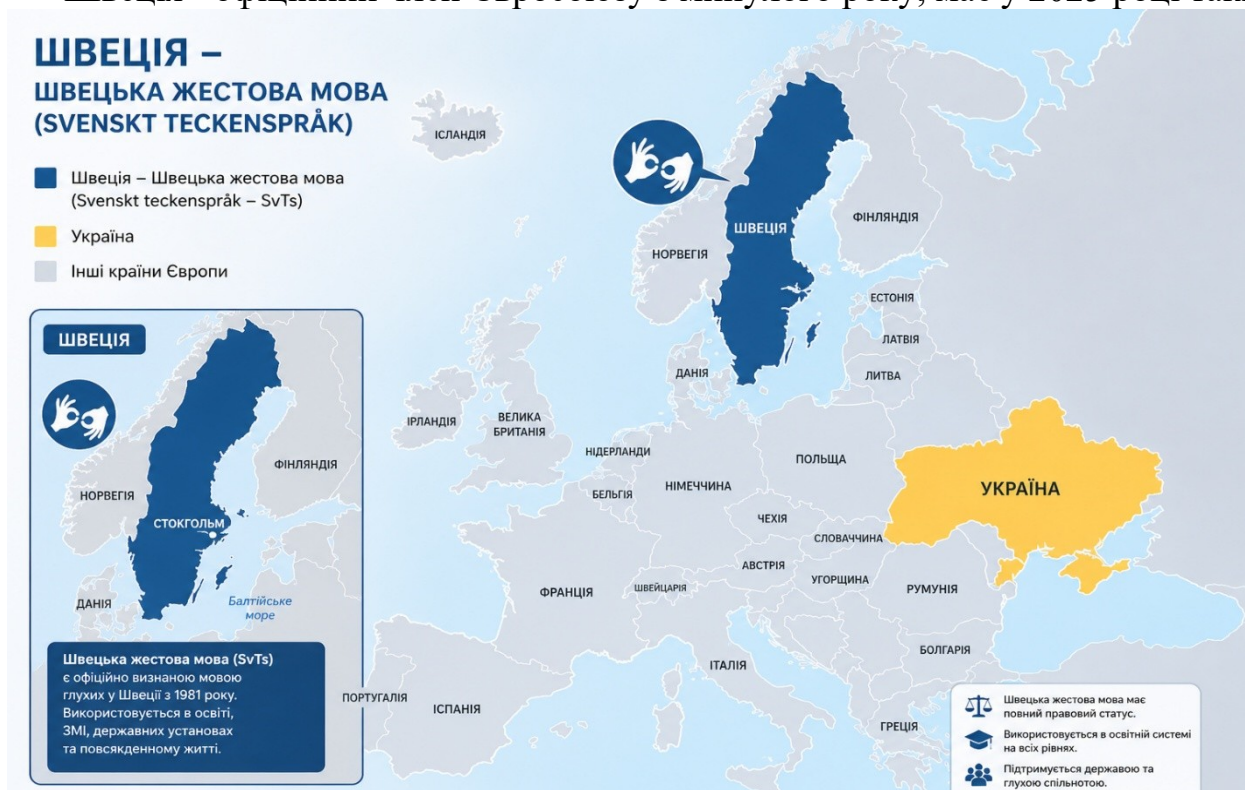 ШВЕЦІЯ –
ШВЕЦЬКА ЖЕСТОВА МОВА
(SVENSKT TECKENSPRÅK)
Швеція – Швецька жестова мова
(Svenskt teckenspråk – SvTs)
Україна
Інші країни Європи
ІСЛАНДІЯ
ШВЕЦІЯ
ФІНЛЯНДІЯ
НОРВЕГІЯ
ЕСТОНІЯ
ЛАТВІЯ
ЛИТВА
ДАНІЯ
ІРЛАНДІЯ
ВЕЛИКА
БРИТАНІЯ
НІДЕРЛАНДИ
БЕЛЬГІЯ
НІМЕЧЧИНА
ПОЛЬЩА
УКРАЇНА
ЧЕХІЯ
СЛОВАЧЧИНА
АВСТРІЯ
УГОРЩИНА
ФРАНЦІЯ
ШВЕЙЦАРІЯ
РУМУНІЯ
БОЛГАРІЯ
ІТАЛІЯ
ПОРТУГАЛІЯ
ІСПАНІЯ
ГРЕЦІЯ
ШВЕЦІЯ
ФІНЛЯНДІЯ
НОРВЕГІЯ
СТОКГОЛЬМ
ДАНІЯ
Балтійське
море
Швецька жестова мова (SvTs)
є офіційно визнаною мовою
глухих у Швеції з 1981 року.
Використовується в освіті,
ЗМІ, державних установах
та повсякденному житті.
Швецька жестова мова має
повний правовий статус.
Використовується в освітній системі
на всіх рівнях.
Підтримується державою та
глухою спільнотою.